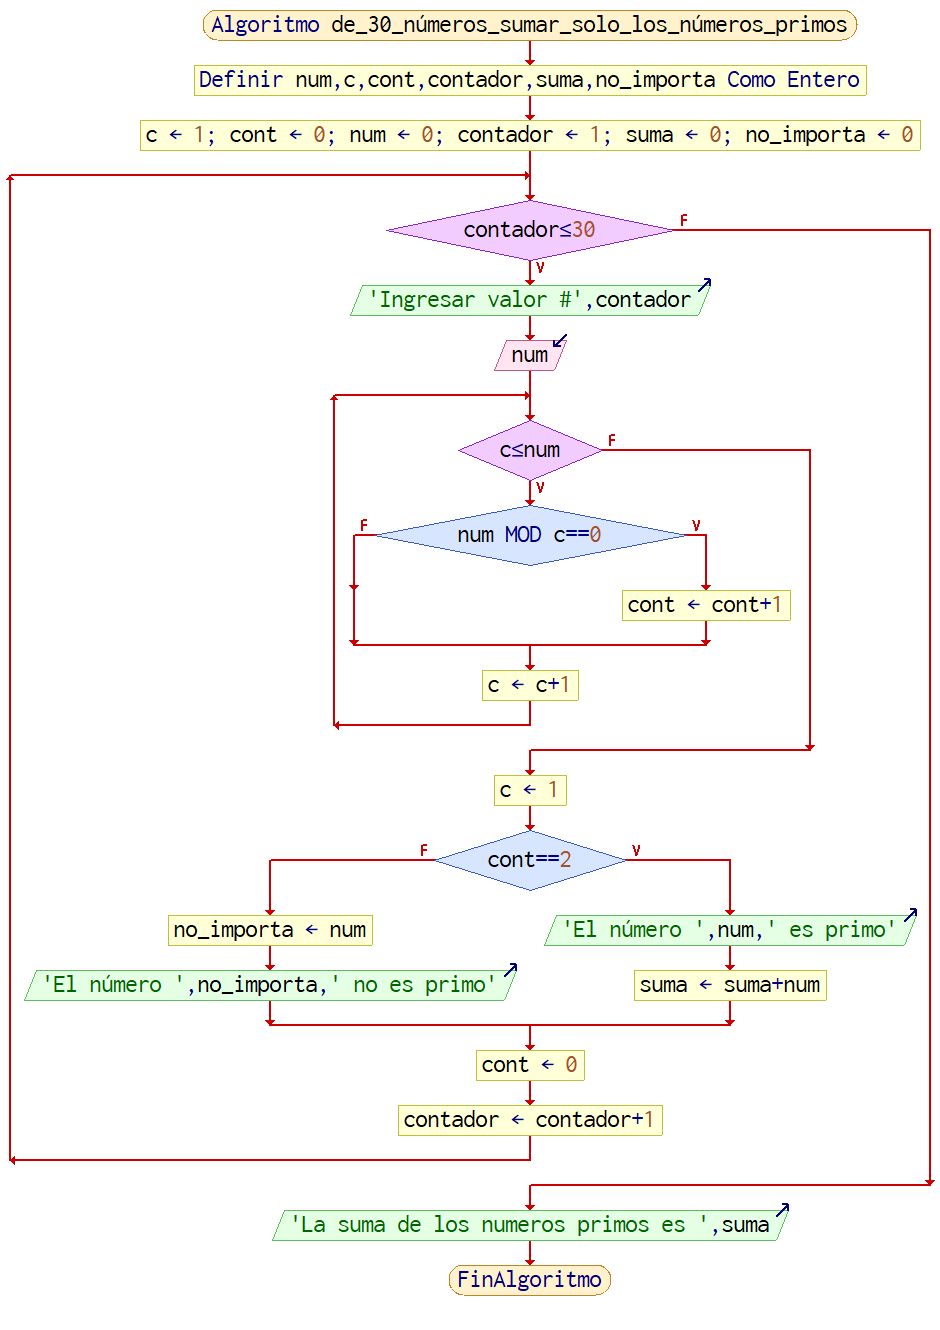 Algoritmo de_30_números_sumar_solo_los_números_primos
Definir num,c,cont,contador,suma,no_importa Como Entero
c ← 1; cont ← 0; num ← 0; contador ← 1; suma ← 0; no_importa ← 0
contador≤30
F
V
'Ingresar valor #',contador
num
c≤num
F
V
num MOD c==0
F
V
cont ← cont+1
c ← c+1
c ← 1
cont==2
F
V
no_importa ← num
'El número ',num,' es primo'
'El número ',no_importa,' no es primo'
suma ← suma+num
cont ← 0
contador ← contador+1
'La suma de los numeros primos es ',suma
FinAlgoritmo